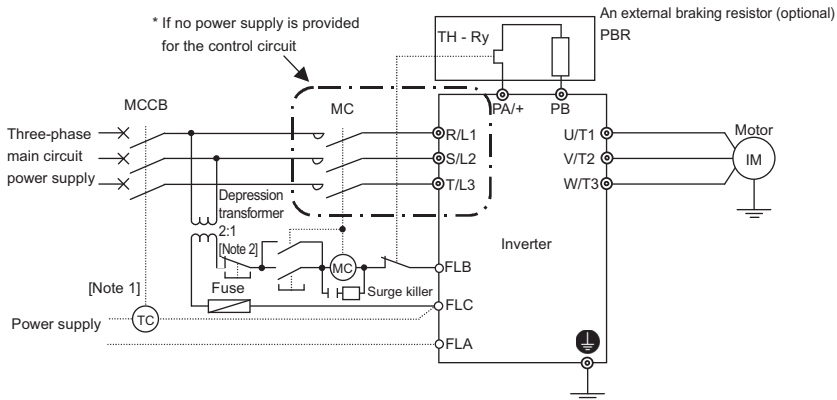 An external braking resistor (optional)
* If no power supply is provided
for the control circuit
TH - Ry
PBR
MCCB
MC
PA/+
PB
Three-phase
main circuit
power supply
R/L1
S/L2
T/L3
U/T1
V/T2
W/T3
Motor
IM
Depression
transformer
2:1
[Note 2]
Inverter
MC
FLB
[Note 1]
Fuse
Surge killer
FLC
Power supply
TC
FLA